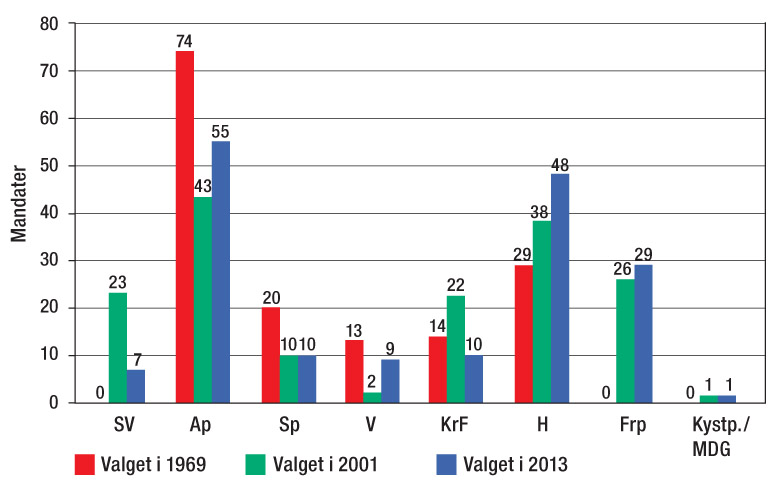 Mandater
80
70
60
50
40
30
20
10
0
0 23 7
74 43 55
20 10 10
13 2 9
14 22 10
29 38 48
0 26 29
0 1 1
SV Ap Sp V KrF H Frp Kystp./
MDG
Valget i 1969 Valget i 2001 Valget i 2013